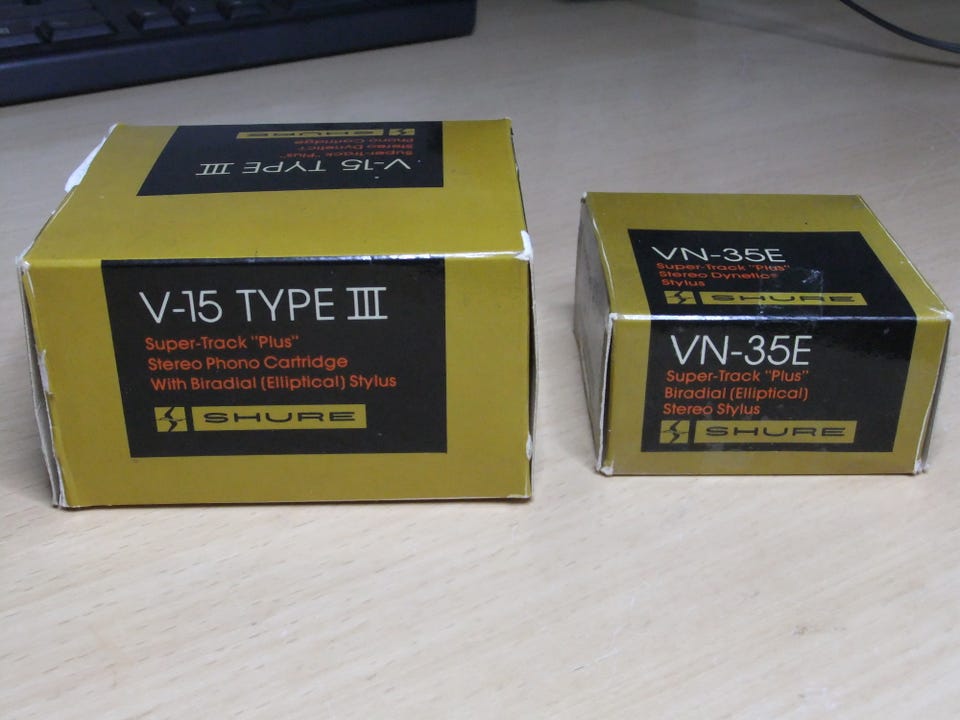 SHURE
Super-Track "Plus"
Stereo Dynetic®
Phono Cartridge
V-15 TYPE III
V-15 TYPE III
Super-Track "Plus"
Stereo Phono Cartridge
With Biradial (Elliptical) Stylus
SHURE
VN-35E
Super-Track "Plus"
Stereo Dynetic®
Stylus
SHURE
VN-35E
Super-Track "Plus"
Biradial (Elliptical)
Stereo Stylus
SHURE